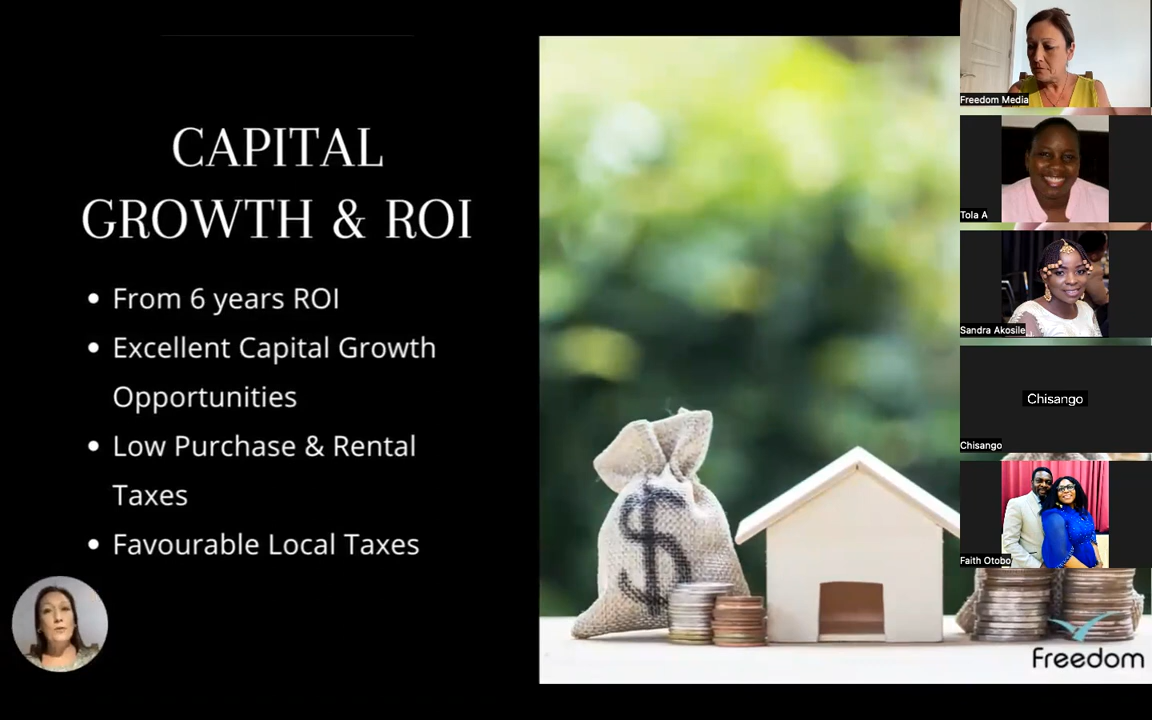 CAPITAL
GROWTH & ROI
From 6 years ROI
Excellent Capital Growth
Opportunities
Low Purchase & Rental
Taxes
Favourable Local Taxes
$
Freedom Media
Tola A
Sandra Akosile
Chisango
Chisango
Faith Otobo
Freedom